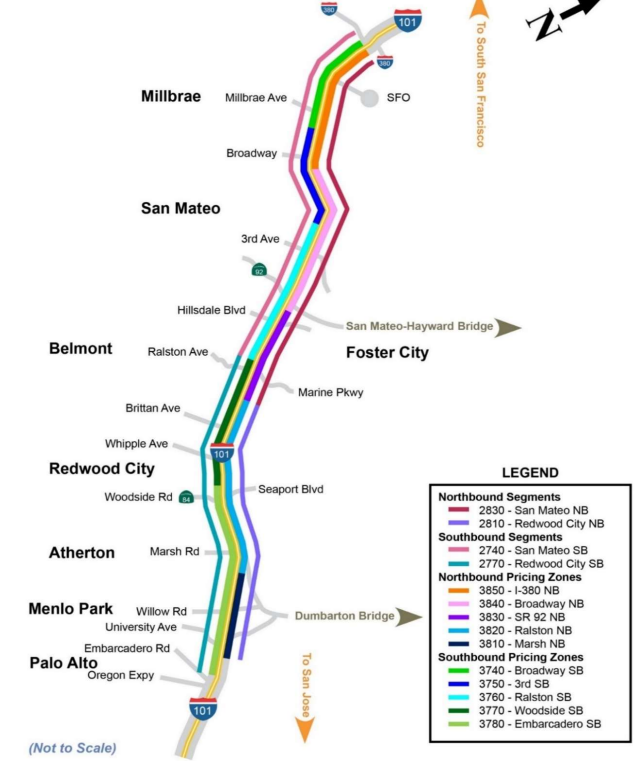 380
101
N
380
To South San Francisco
Millbrae
Millbrae Ave
SFO
Broadway
San Mateo
3rd Ave
92
Hillsdale Blvd
San Mateo-Hayward Bridge
Belmont
Ralston Ave
Foster City
Marine Pkwy
Brittan Ave
Whipple Ave
101
Redwood City
Woodside Rd
84
Seaport Blvd
Atherton
Marsh Rd
Menlo Park
Willow Rd
Dumbarton Bridge
University Ave
Embarcadero Rd
Palo Alto
Oregon Expy
To San Jose
101
(Not to Scale)
LEGEND
Northbound Segments
2830 - San Mateo NB
2810 - Redwood City NB
Southbound Segments
2740 - San Mateo SB
2770 - Redwood City SB
Northbound Pricing Zones
3850 - I-380 NB
3840 - Broadway NB
3830 - SR 92 NB
3820 - Ralston NB
3810 - Marsh NB
Southbound Pricing Zones
3740 - Broadway SB
3750 - 3rd SB
3760 - Ralston SB
3770 - Woodside SB
3780 - Embarcadero SB